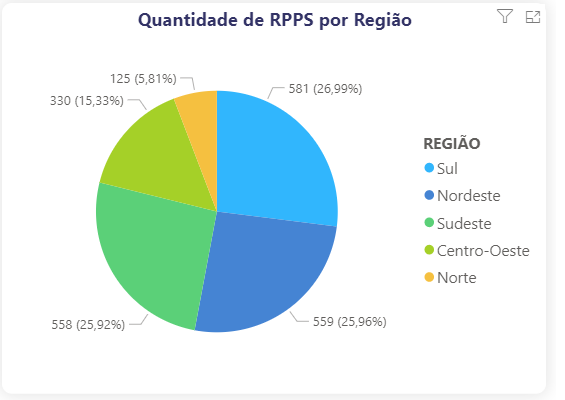 Quantidade de RPPS por Região
125 (5,81%)
581 (26,99%)
330 (15,33%)
558 (25,92%)
559 (25,96%)
REGIÃO
Sul
Nordeste
Sudeste
Centro-Oeste
Norte